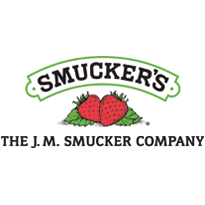 SMUCKER'S
®
THE J. M. SMUCKER COMPANY